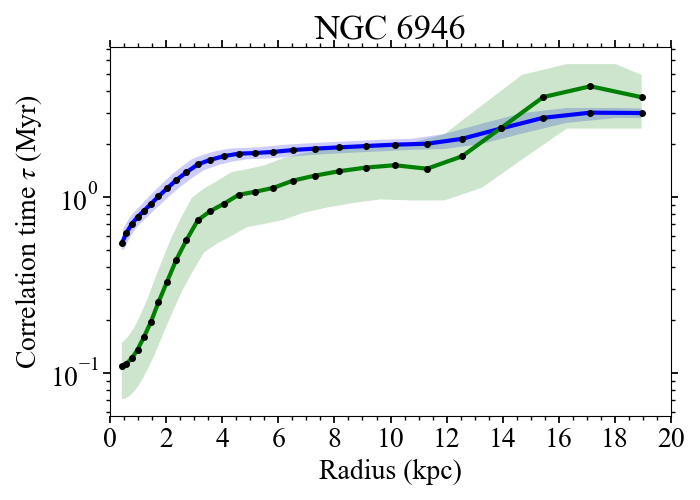 NGC 6946
Correlation time τ (Myr)
10⁰
10⁻¹
0 2 4 6 8 10 12 14 16 18 20
Radius (kpc)